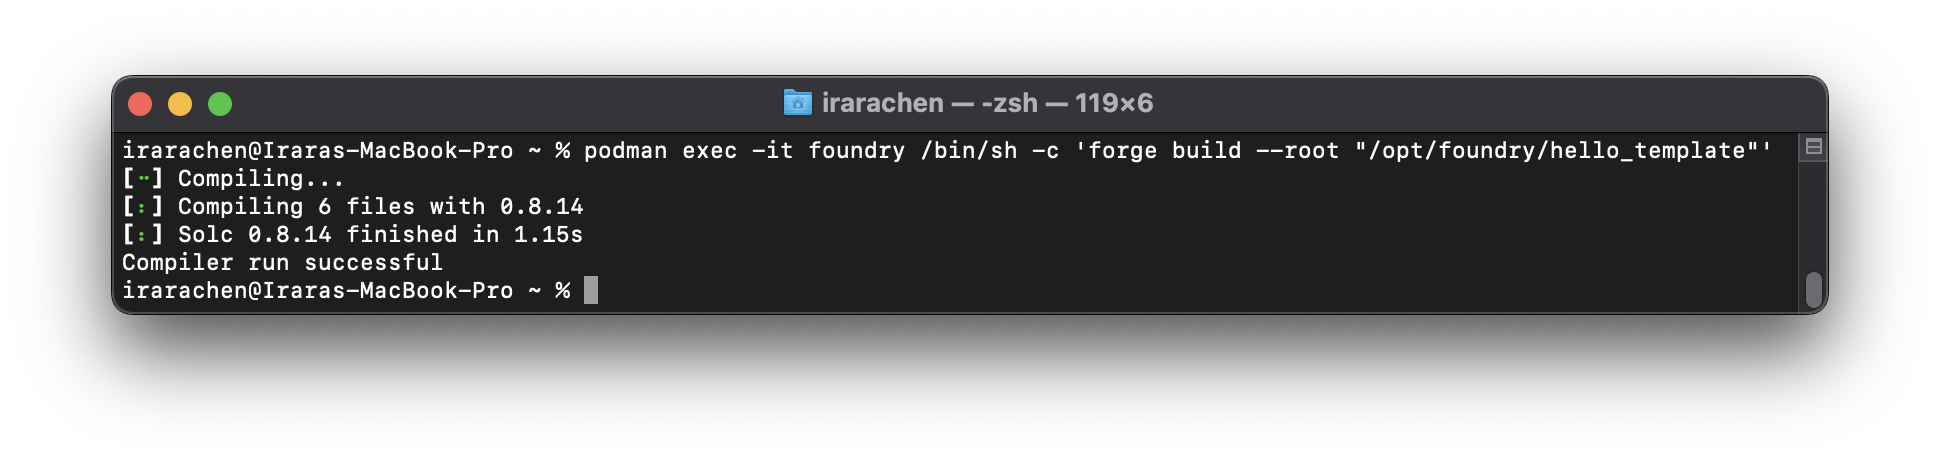 irarachen — -zsh — 119×6
irarachen@Iraras-MacBook-Pro ~ % podman exec -it foundry /bin/sh -c 'forge build --root "/opt/foundry/hello_template"'
[⠒] Compiling...
[⠰] Compiling 6 files with 0.8.14
[⠰] Solc 0.8.14 finished in 1.15s
Compiler run successful
irarachen@Iraras-MacBook-Pro ~ %